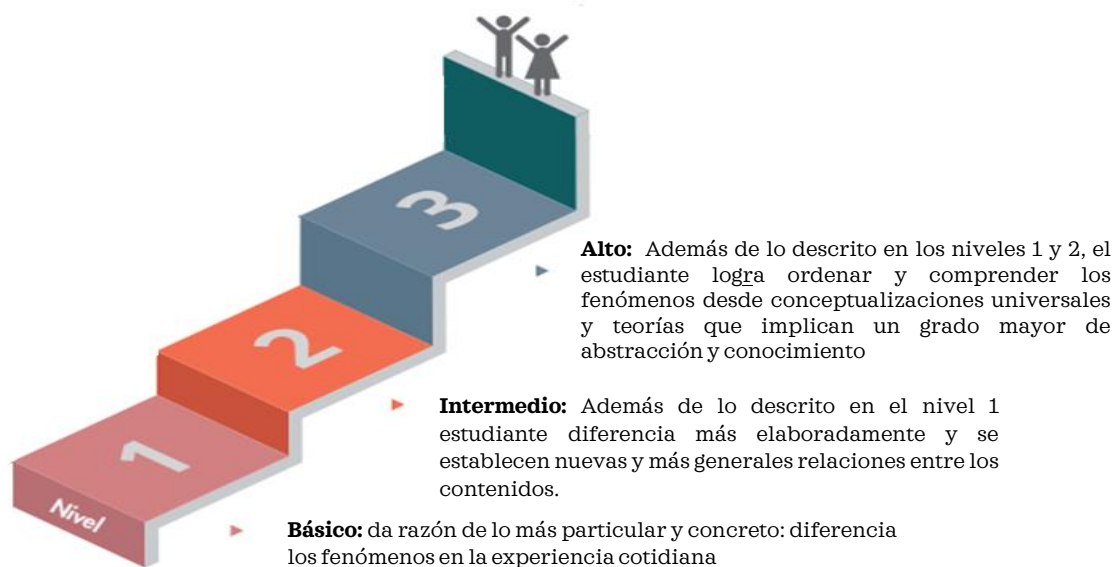 3
Alto: Además de lo descrito en los niveles 1 y 2, el
estudiante logra ordenar y comprender los
fenómenos desde conceptualizaciones universales
y teorías que implican un grado mayor de
abstracción y conocimiento
2
Intermedio: Además de lo descrito en el nivel 1
estudiante diferencia más elaboradamente y se
establecen nuevas y más generales relaciones entre los
contenidos.
1
Nivel
Básico: da razón de lo más particular y concreto: diferencia
los fenómenos en la experiencia cotidiana